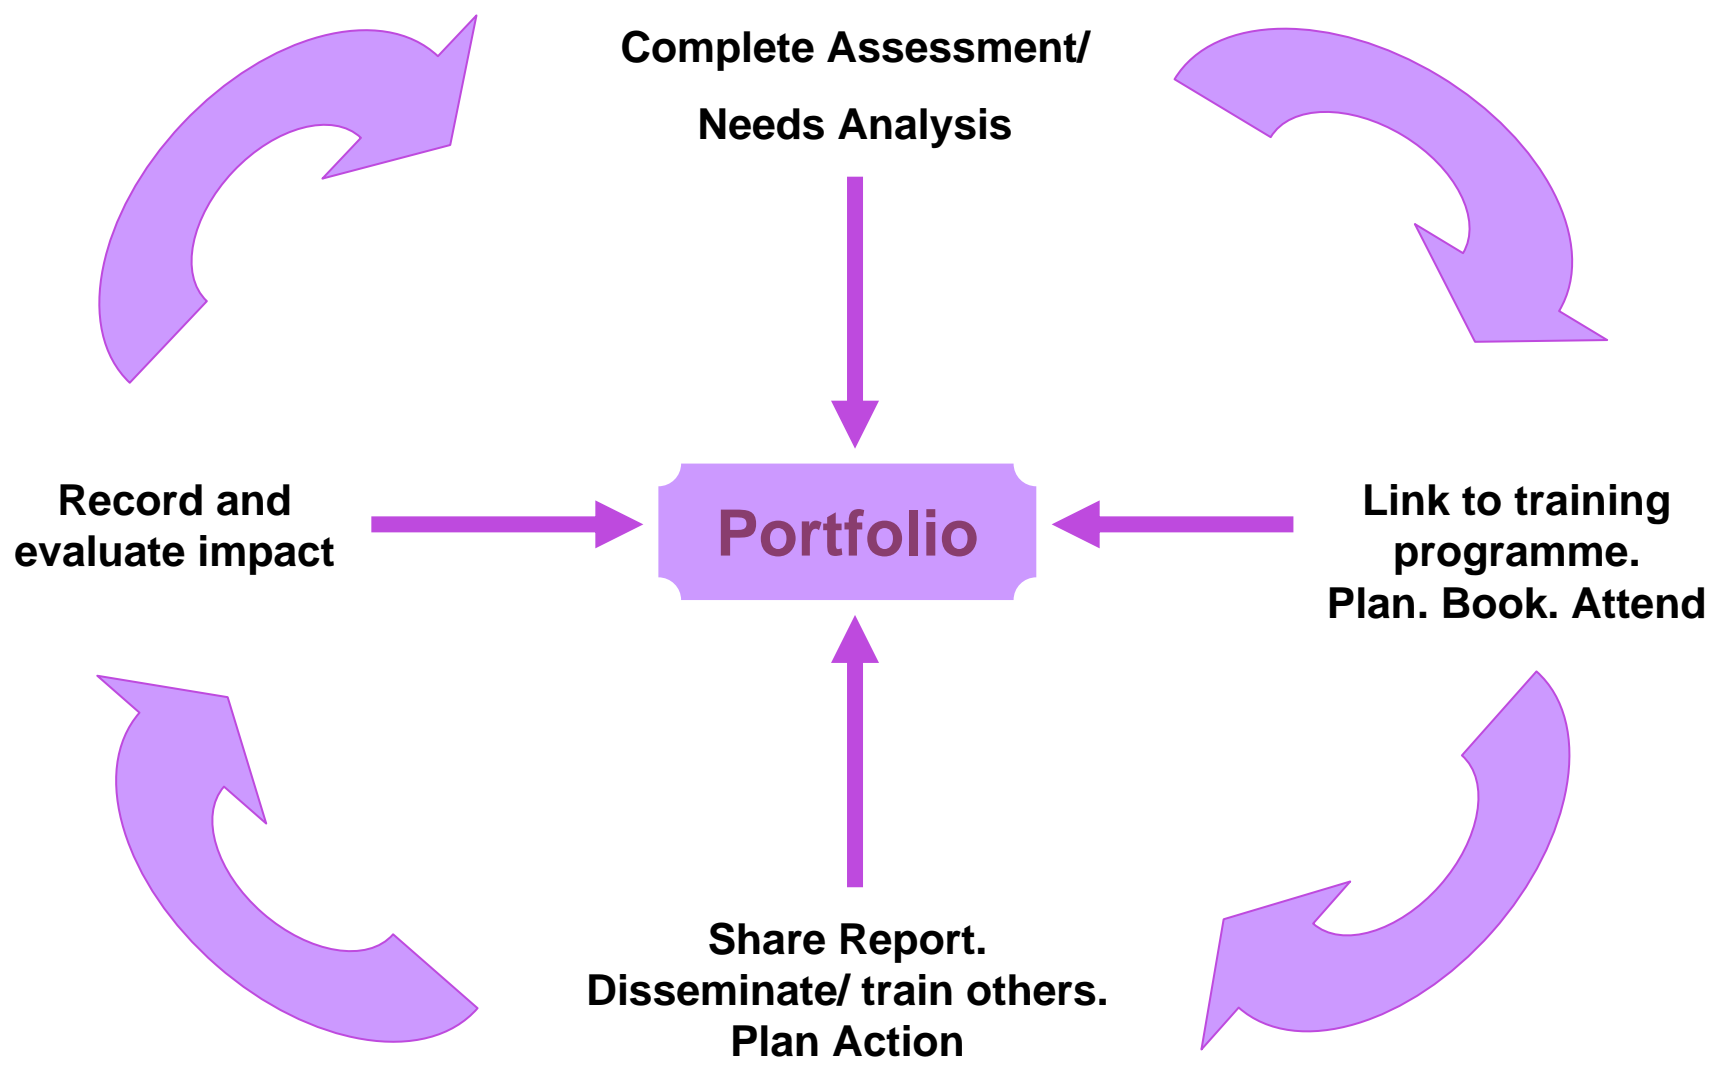 Complete Assessment/
Needs Analysis
Record and
evaluate impact
Portfolio
Link to training
programme.
Plan. Book. Attend
Share Report.
Disseminate/ train others.
Plan Action